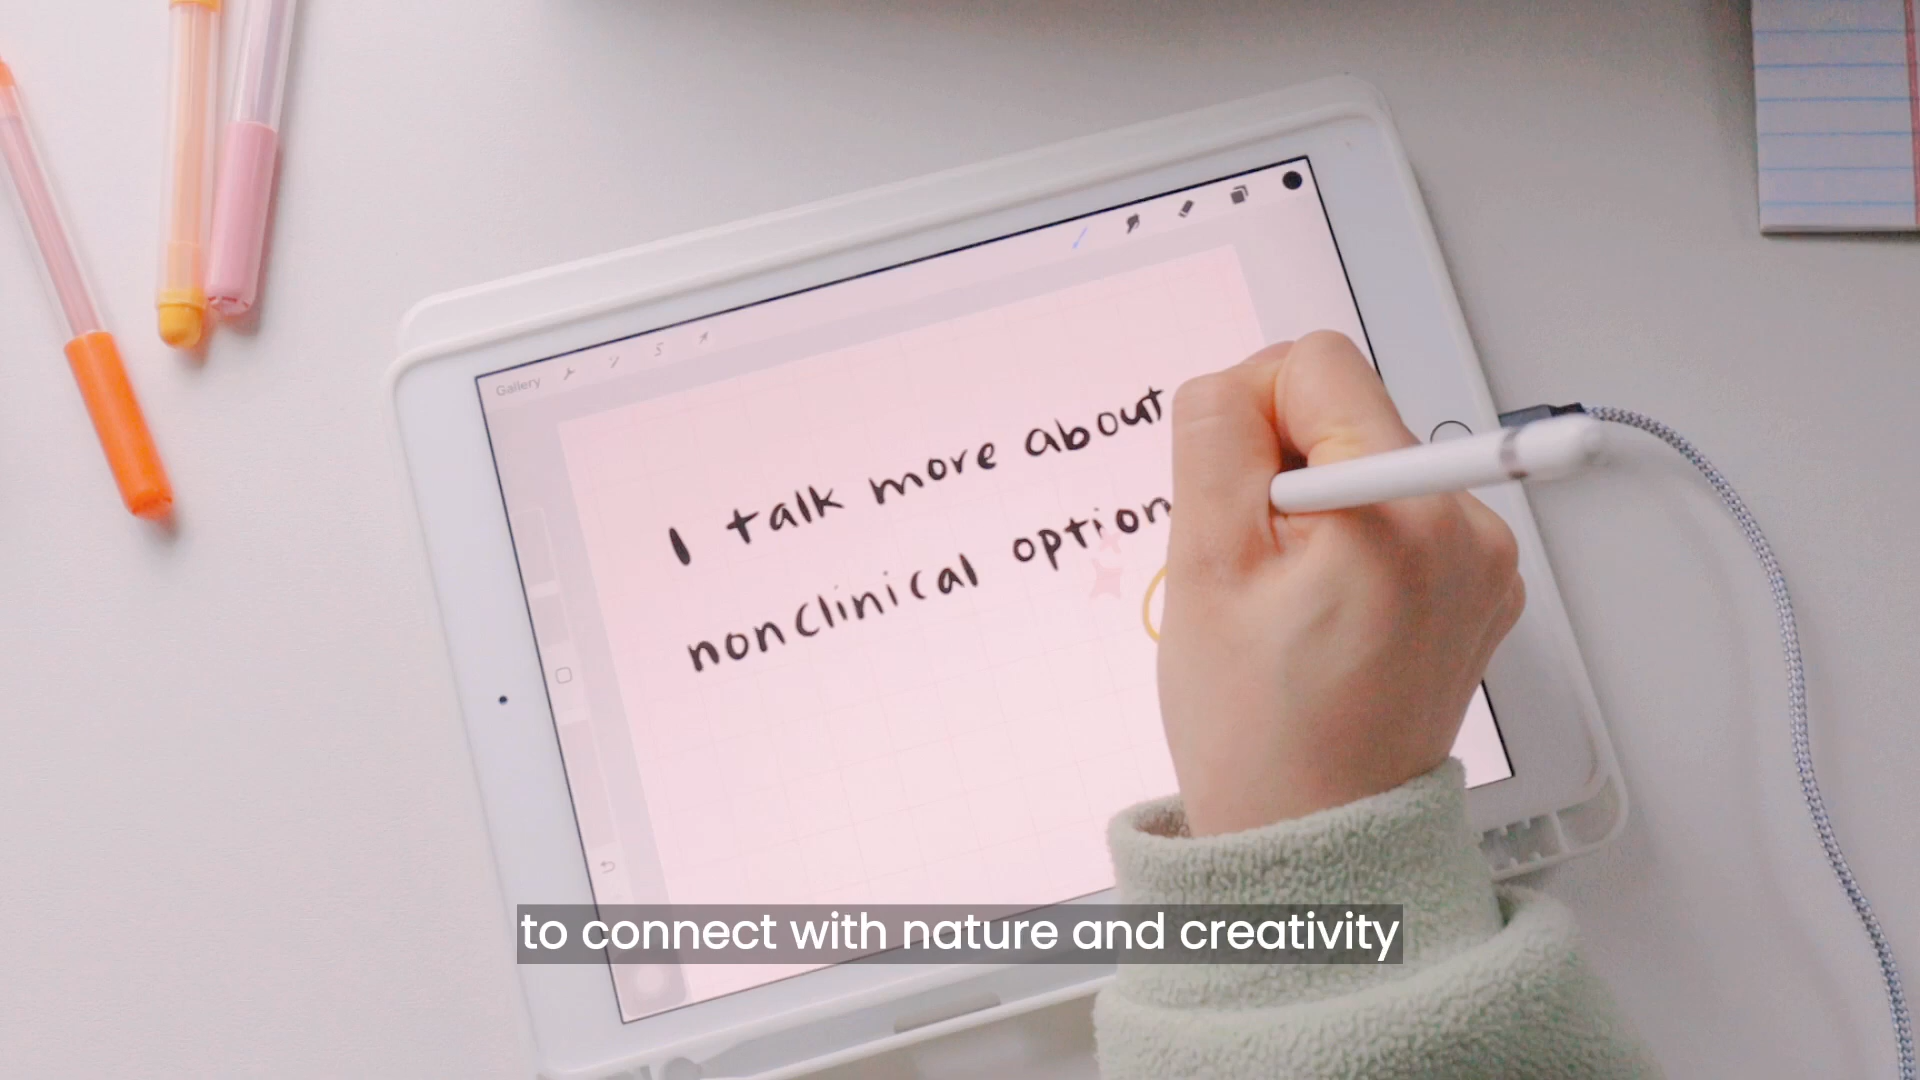 Gallery
I talk more about
nonclinical option
to connect with nature and creativity